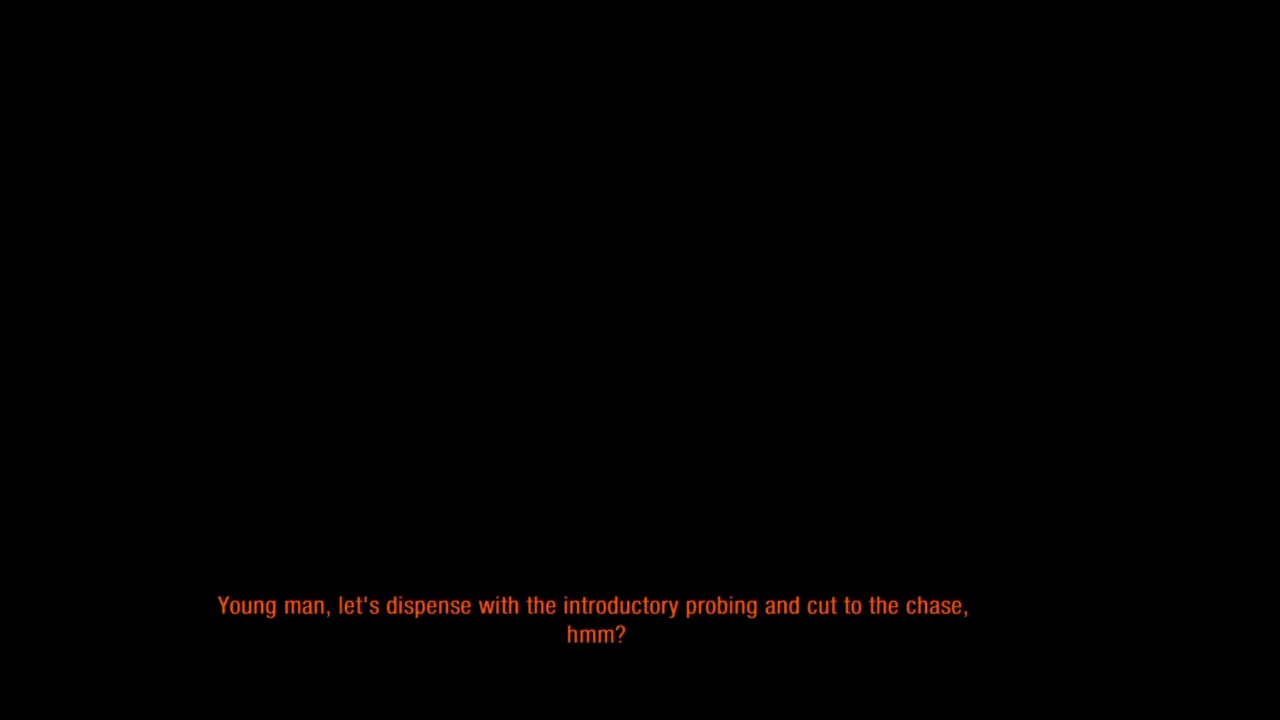 Young man, let's dispense with the introductory probing and cut to the chase,
hmm?